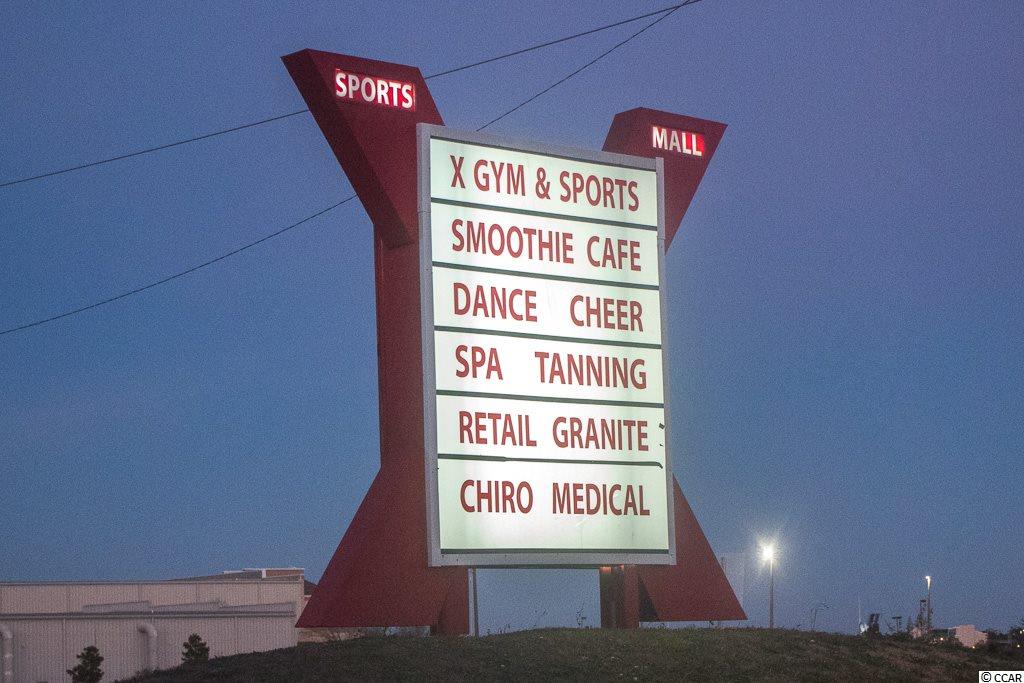 SPORTS
MALL
X GYM & SPORTS
SMOOTHIE CAFE
DANCE CHEER
SPA TANNING
RETAIL GRANITE
CHIRO MEDICAL
© CCAR